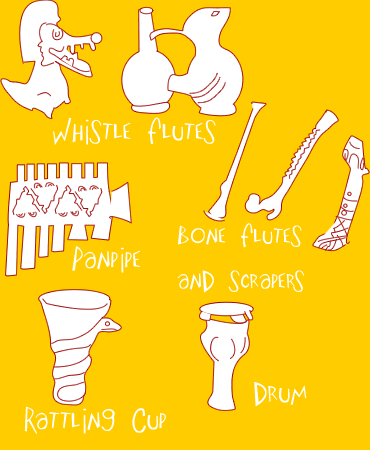 Whistle flutes
Bone flutes
Panpipe
and Scrapers
Drum
Rattling Cup